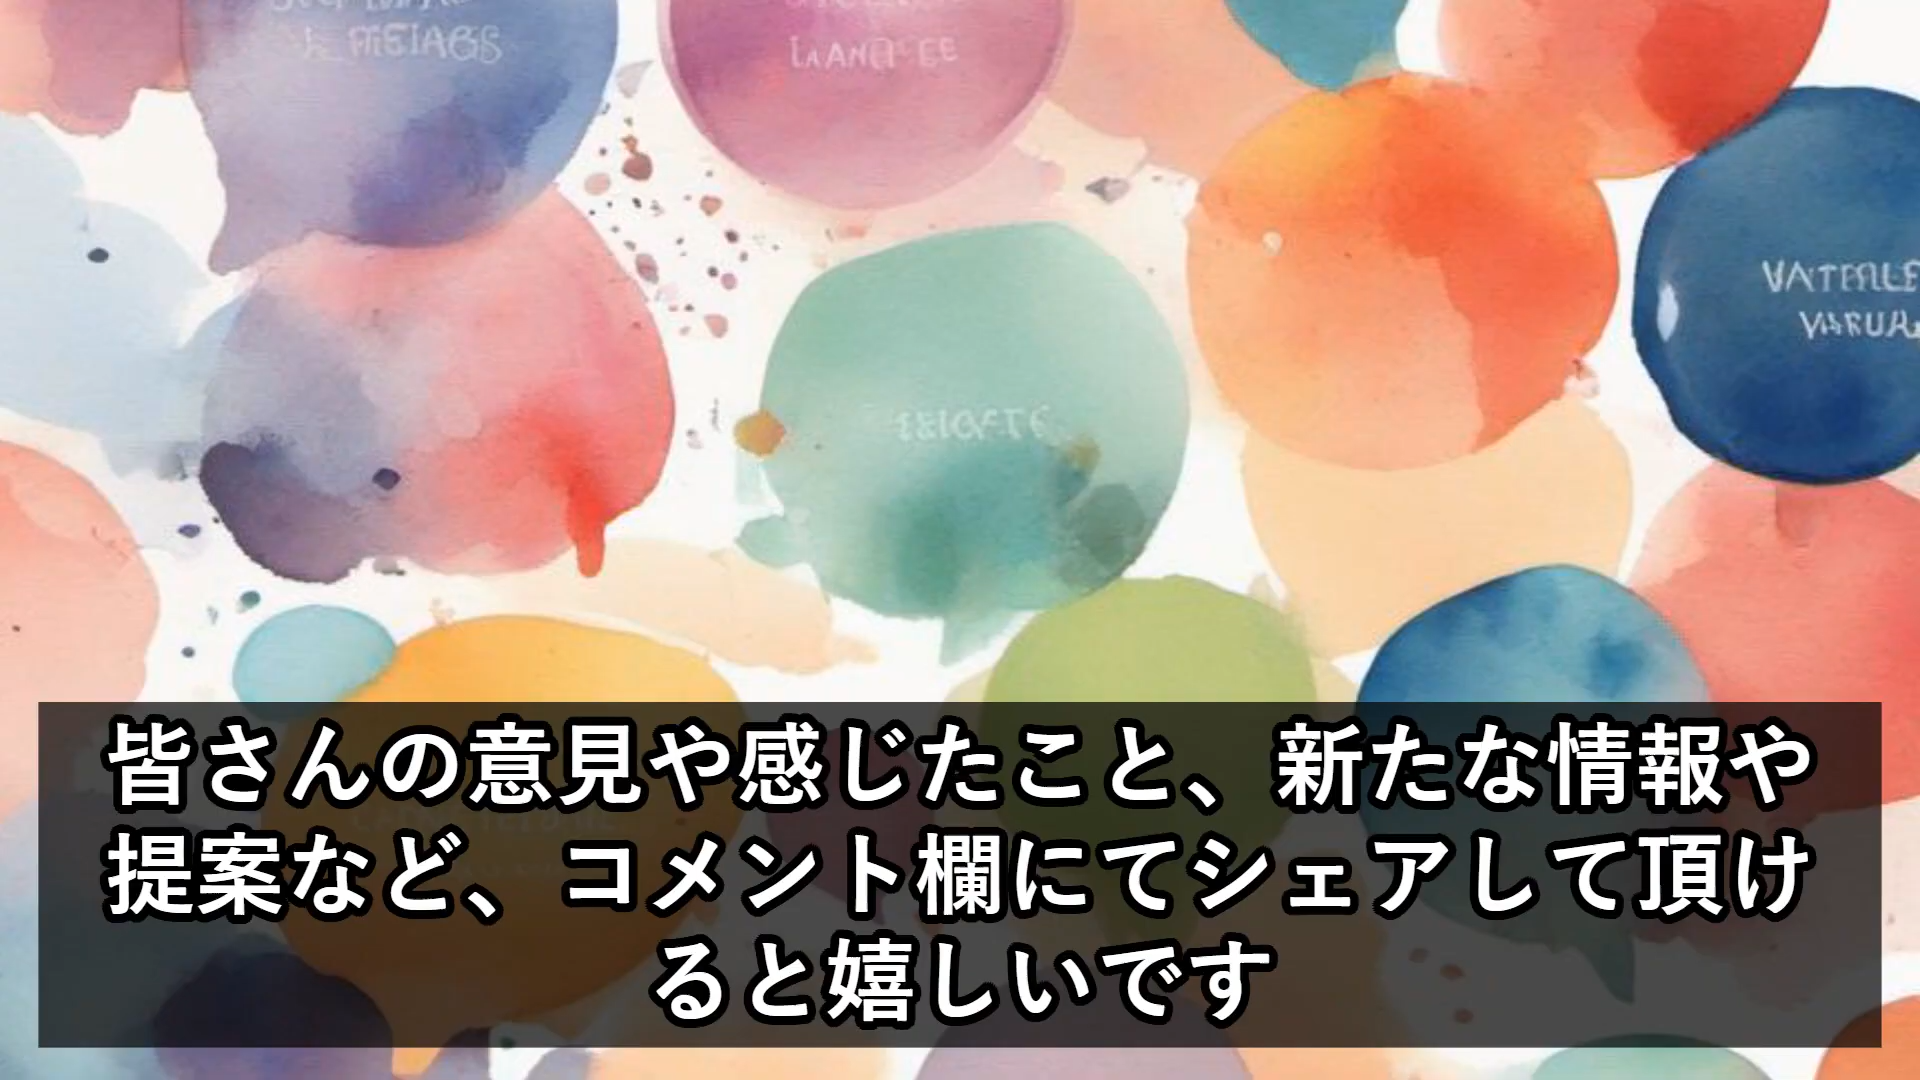 皆さんの意見や感じたこと、新たな情報や
提案など、コメント欄にてシェアして頂け
ると嬉しいです